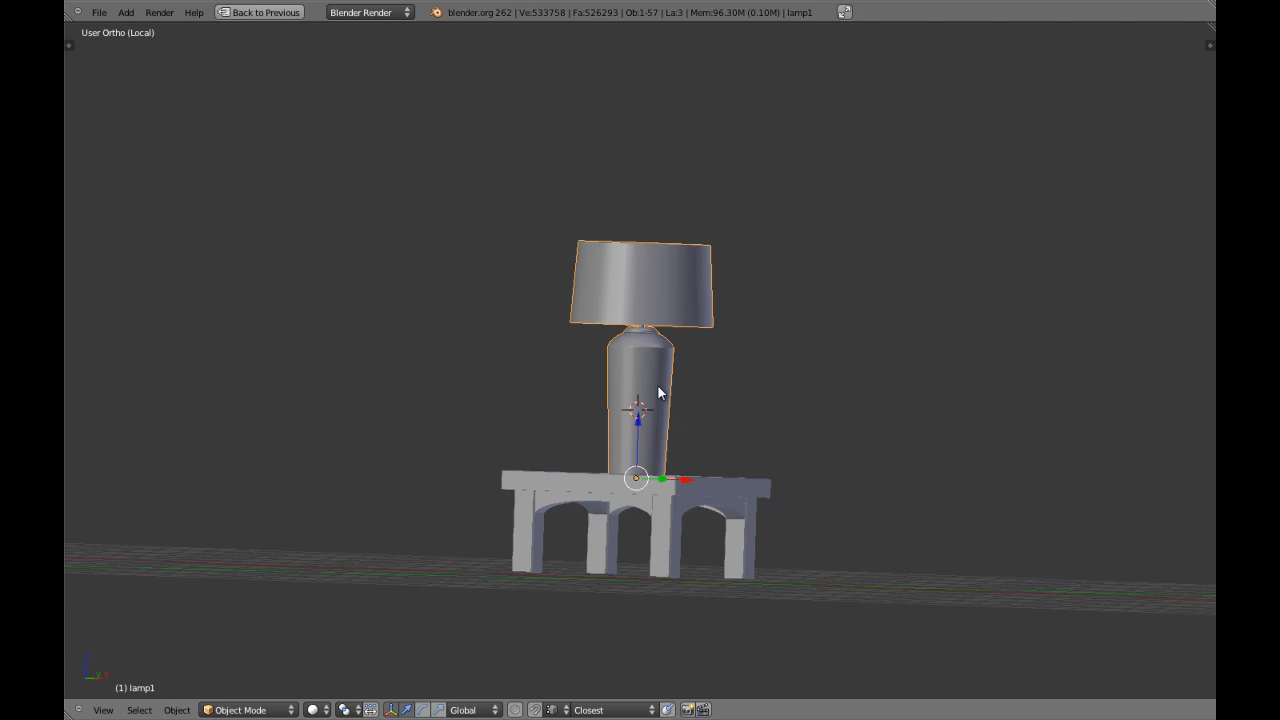 File Add Render Help Back to Previous Blender Render blender.org 262 | Ve:533758 | Fa:526293 | Ob:1-57 | La:3 | Mem:96.30M (0.10M) | lamp1
User Ortho (Local)
(1) lamp1
View Select Object Object Mode Global Closest